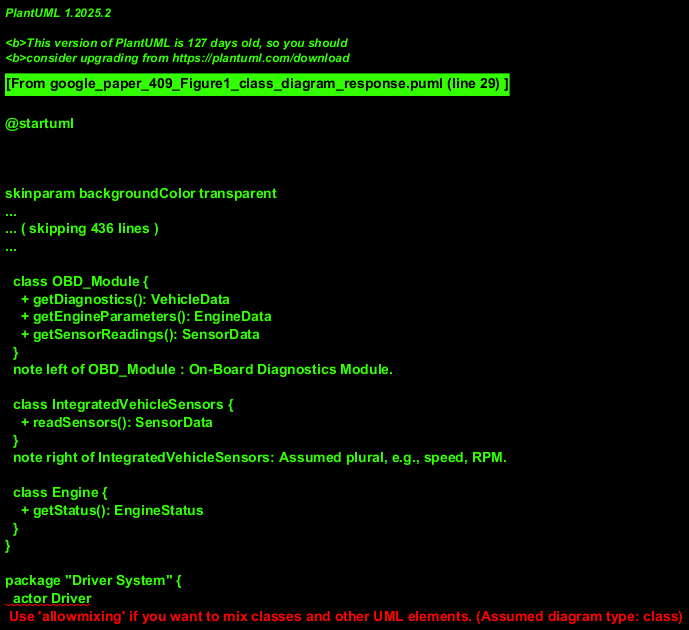 PlantUML 1.2025.2
<b>This version of PlantUML is 127 days old, so you should
<b>consider upgrading from https://plantuml.com/download
[From google_paper_409_Figure1_class_diagram_response.puml (line 29) ]
@startuml
skinparam backgroundColor transparent
...
... ( skipping 436 lines )
...
class OBD_Module {
+ getDiagnostics(): VehicleData
+ getEngineParameters(): EngineData
+ getSensorReadings(): SensorData
}
note left of OBD_Module : On-Board Diagnostics Module.
class IntegratedVehicleSensors {
+ readSensors(): SensorData
}
note right of IntegratedVehicleSensors: Assumed plural, e.g., speed, RPM.
class Engine {
+ getStatus(): EngineStatus
}
}
package "Driver System" {
actor Driver
Use 'allowmixing' if you want to mix classes and other UML elements. (Assumed diagram type: class)